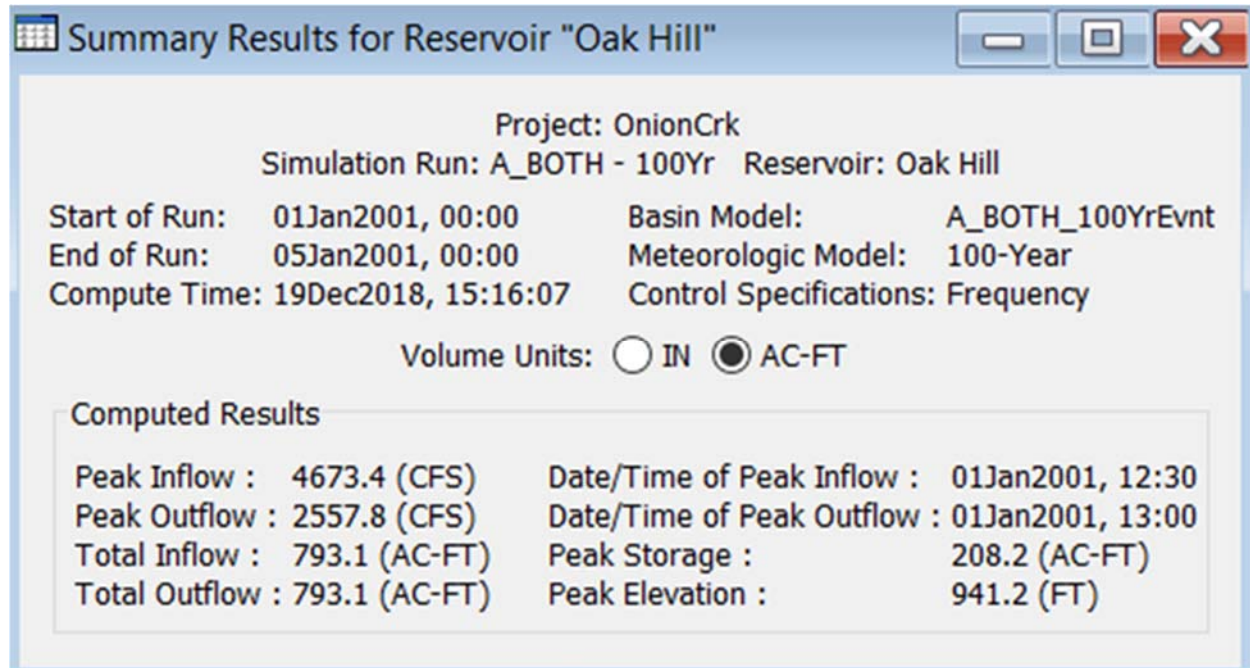 Summary Results for Reservoir "Oak Hill"
Project: OnionCrk
Simulation Run: A_BOTH - 100Yr Reservoir: Oak Hill
Start of Run: 01Jan2001, 00:00 Basin Model: A_BOTH_100YrEvnt
End of Run: 05Jan2001, 00:00 Meteorologic Model: 100-Year
Compute Time: 19Dec2018, 15:16:07 Control Specifications: Frequency
Volume Units: IN AC-FT
Computed Results
Peak Inflow : 4673.4 (CFS) Date/Time of Peak Inflow : 01Jan2001, 12:30
Peak Outflow : 2557.8 (CFS) Date/Time of Peak Outflow : 01Jan2001, 13:00
Total Inflow : 793.1 (AC-FT) Peak Storage : 208.2 (AC-FT)
Total Outflow : 793.1 (AC-FT) Peak Elevation : 941.2 (FT)